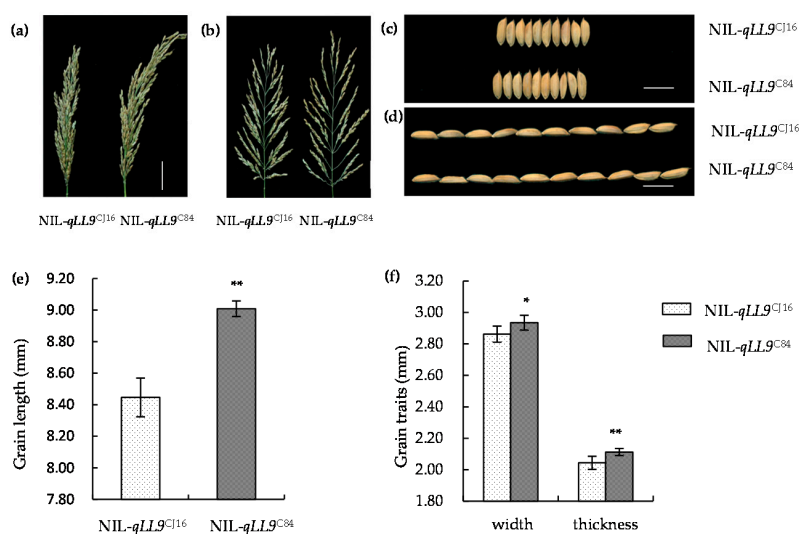 (a)
(b)
NIL-qLL9CJ16 NIL-qLL9C84
NIL-qLL9CJ16 NIL-qLL9C84
(c)
NIL-qLL9CJ16
NIL-qLL9C84
(d)
NIL-qLL9CJ16
NIL-qLL9C84
(e)
Grain length (mm)
9.20
9.00
8.80
8.60
8.40
8.20
8.00
7.80
**
NIL-qLL9CJ16 NIL-qLL9C84
(f)
Grain traits (mm)
3.20
3.00
2.80
2.60
2.40
2.20
2.00
1.80
*
**
width thickness
NIL-qLL9CJ16
NIL-qLL9C84